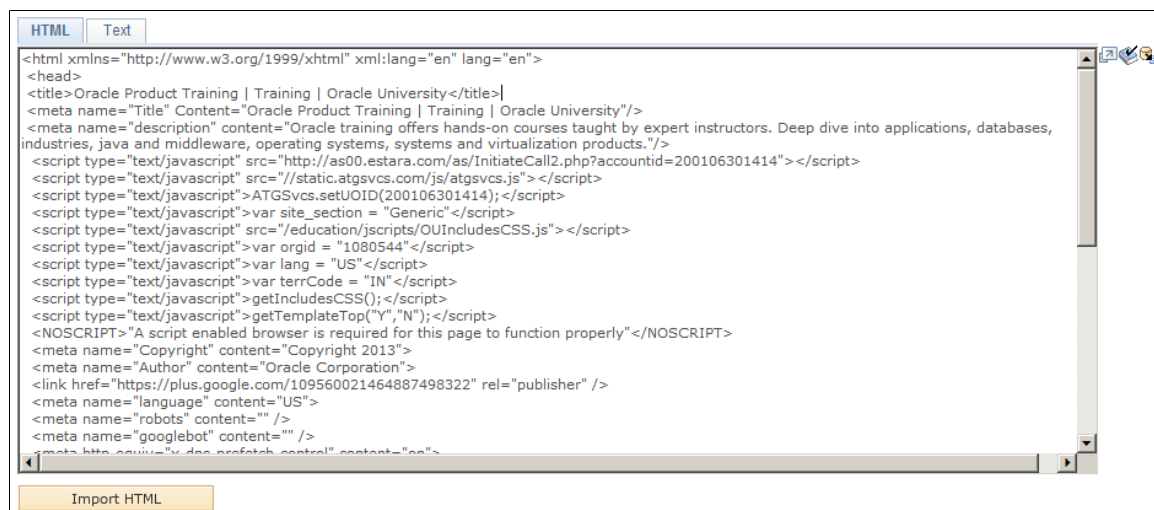 HTML Text
<html xmlns="http://www.w3.org/1999/xhtml" xml:lang="en" lang="en">
<head>
<title>Oracle Product Training | Training | Oracle University</title>
<meta name="Title" Content="Oracle Product Training | Training | Oracle University"/>
<meta name="description" content="Oracle training offers hands-on courses taught by expert instructors. Deep dive into applications, databases,
industries, java and middleware, operating systems, systems and virtualization products."/>
<script type="text/javascript" src="http://as00.estara.com/as/InitiateCall2.php?accountid=200106301414"></script>
<script type="text/javascript" src="//static.atgsvcs.com/js/atgsvcs.js"></script>
<script type="text/javascript">ATGSvcs.setUOID(200106301414);</script>
<script type="text/javascript">var site_section = "Generic"</script>
<script type="text/javascript" src="/education/jscripts/OUIncludesCSS.js"></script>
<script type="text/javascript">var orgid = "1080544"</script>
<script type="text/javascript">var lang = "US"</script>
<script type="text/javascript">var terrCode = "IN"</script>
<script type="text/javascript">getIncludesCSS();</script>
<script type="text/javascript">getTemplateTop("Y","N");</script>
<NOSCRIPT>"A script enabled browser is required for this page to function properly"</NOSCRIPT>
<meta name="Copyright" content="Copyright 2013">
<meta name="Author" content="Oracle Corporation">
<link href="https://plus.google.com/109560021464887498322" rel="publisher" />
<meta name="language" content="US">
<meta name="robots" content="" />
<meta name="googlebot" content="" />
<meta http-equiv="x-dns-prefetch-control" content="on">
Import HTML